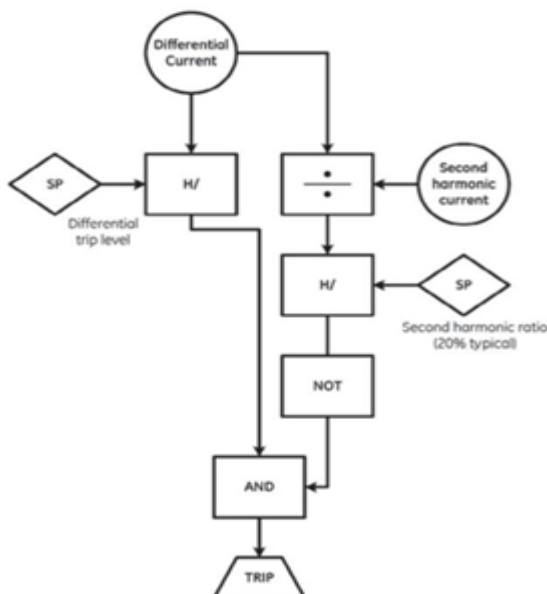 Differential
Current
SP
H/
÷
Second
harmonic
current
Differential
trip level
H/
SP
Second harmonic ratio
(20% typical)
NOT
AND
TRIP